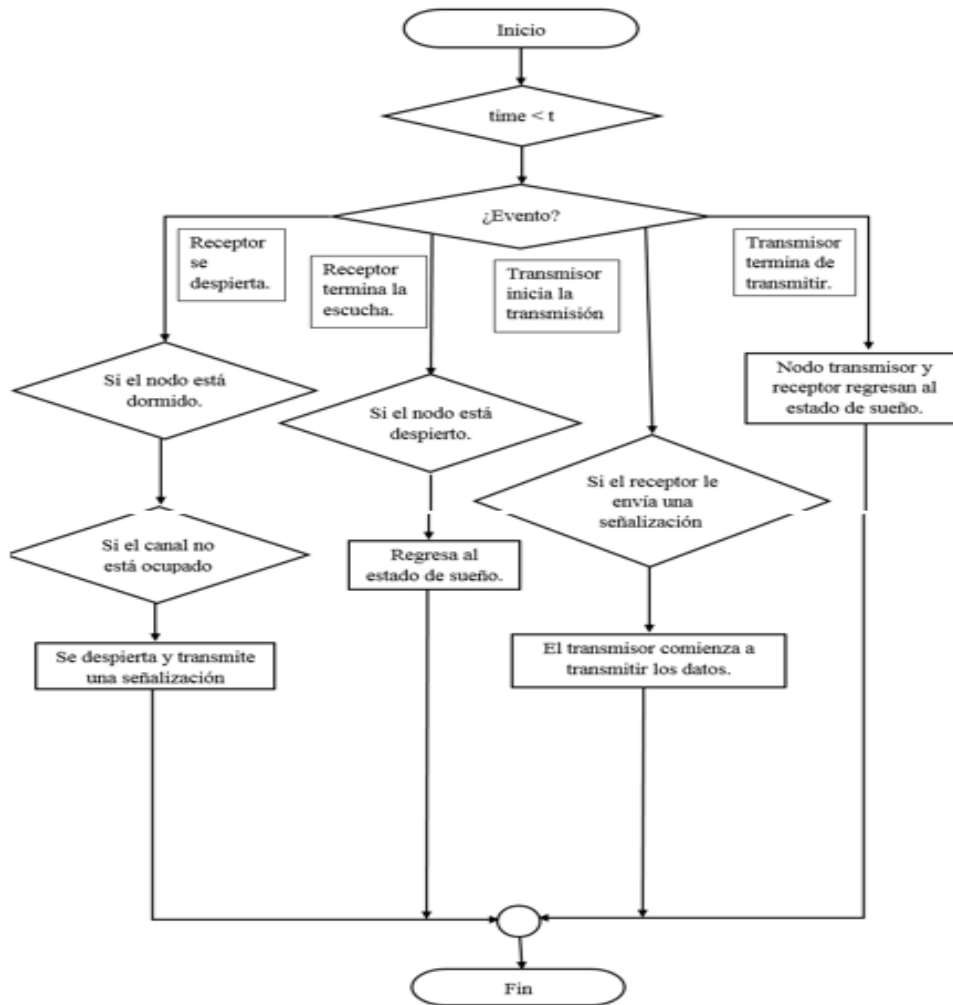 Inicio
time < t
¿Evento?
Receptor
se
despierta.
Receptor
termina la
escucha.
Transmisor
inicia la
transmisión
Transmisor
termina de
transmitir.
Si el nodo está
dormido.
Si el nodo está
despierto.
Si el receptor le
envía una
señalización
Nodo transmisor y
receptor regresan al
estado de sueño.
Si el canal no
está ocupado
Regresa al
estado de sueño.
Se despierta y transmite
una señalización
El transmisor comienza a
transmitir los datos.
Fin